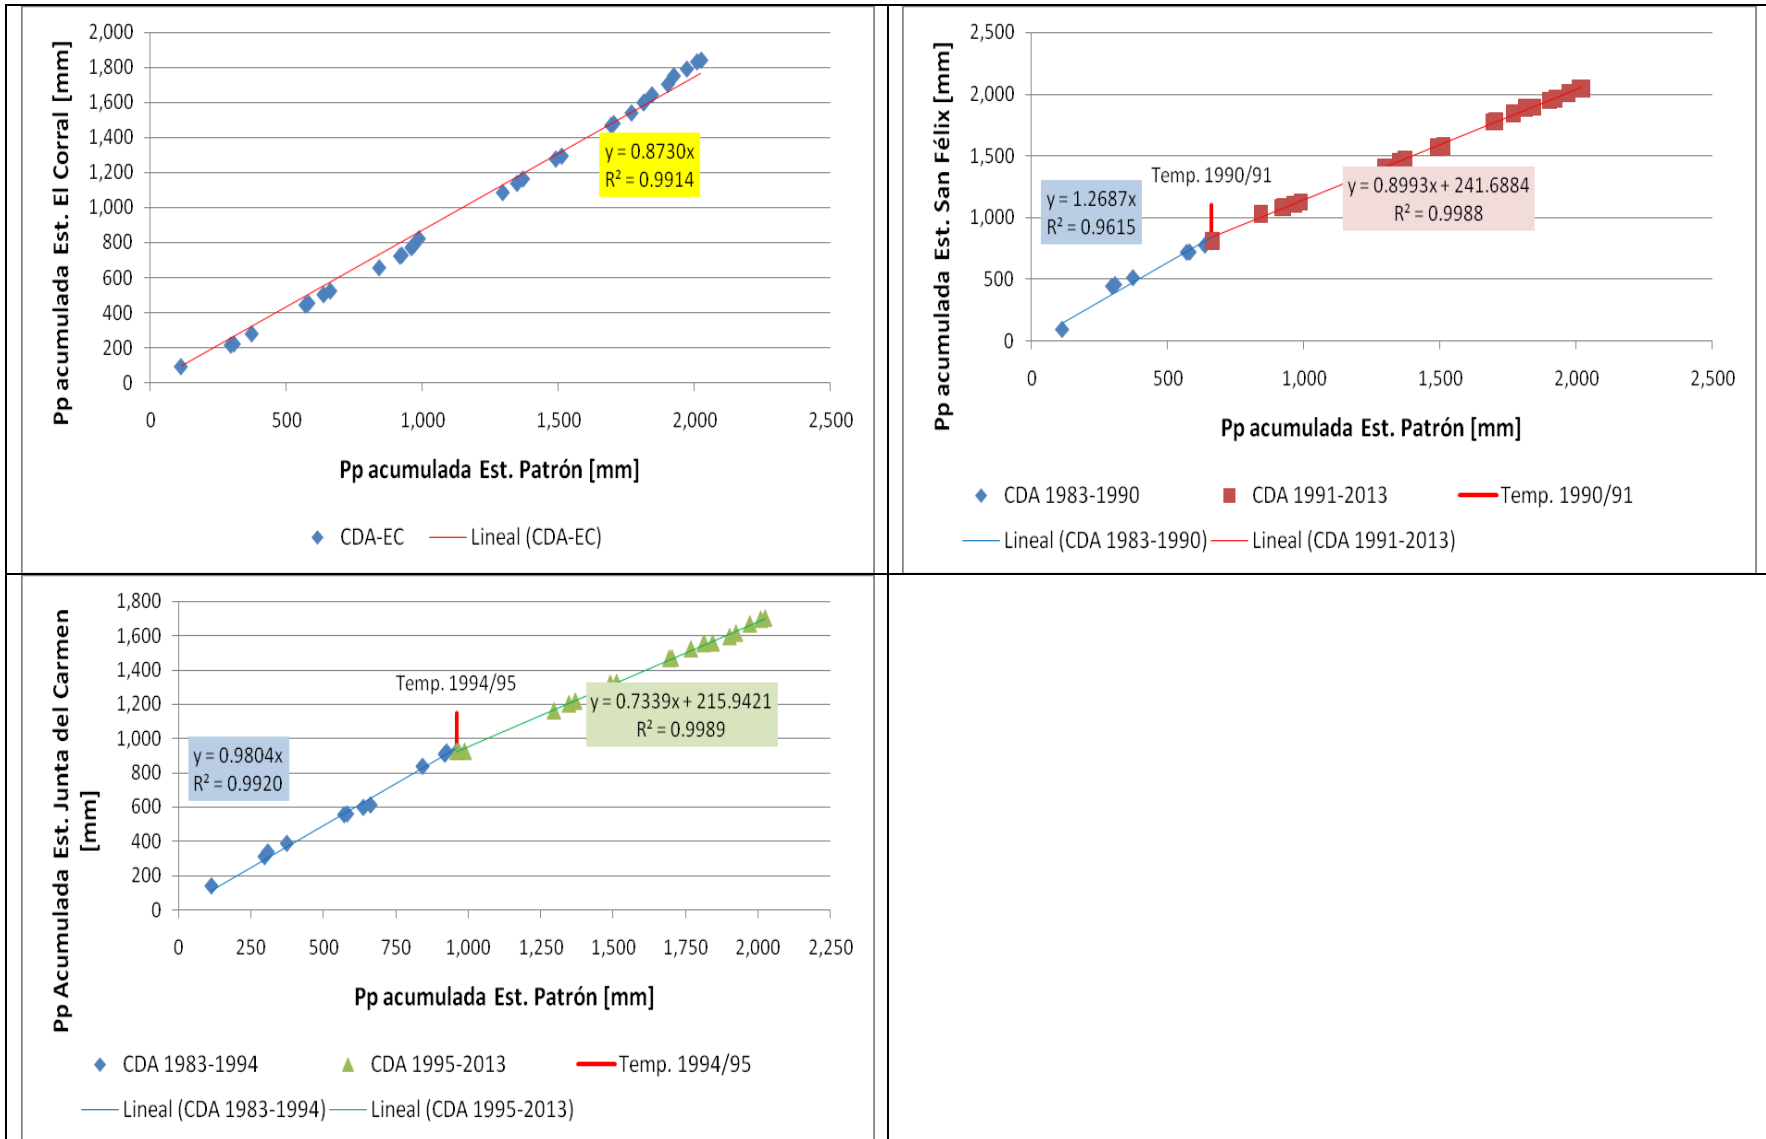 Pp acumulada Est. El Corral [mm]
2,000
1,800
1,600
1,400
1,200
1,000
800
600
400
200
0
y = 0.8730x
R² = 0.9914
0 500 1,000 1,500 2,000 2,500
Pp acumulada Est. Patrón [mm]
CDA-EC Lineal (CDA-EC)
Pp acumulada Est. San Félix [mm]
2,500
2,000
1,500
1,000
500
0
Temp. 1990/91
y = 1.2687x
R² = 0.9615
y = 0.8993x + 241.6884
R² = 0.9988
0 500 1,000 1,500 2,000 2,500
Pp acumulada Est. Patrón [mm]
CDA 1983-1990 CDA 1991-2013 Temp. 1990/91
Lineal (CDA 1983-1990) Lineal (CDA 1991-2013)
Pp Acumulada Est. Junta del Carmen
[mm]
1,800
1,600
1,400
1,200
1,000
800
600
400
200
0
Temp. 1994/95
y = 0.9804x
R² = 0.9920
y = 0.7339x + 215.9421
R² = 0.9989
0 250 500 750 1,000 1,250 1,500 1,750 2,000 2,250
Pp acumulada Est. Patrón [mm]
CDA 1983-1994 CDA 1995-2013 Temp. 1994/95
Lineal (CDA 1983-1994) Lineal (CDA 1995-2013)